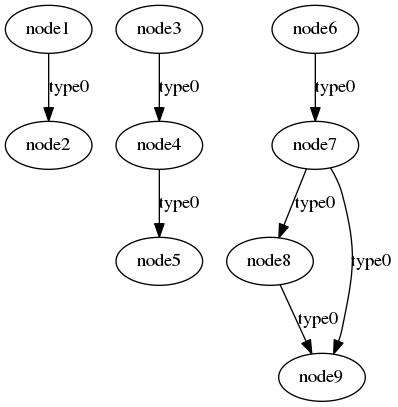 node1 node3 node6
type0 type0 type0
node2 node4 node7
type0 type0
node5 node8 type0
type0
node9